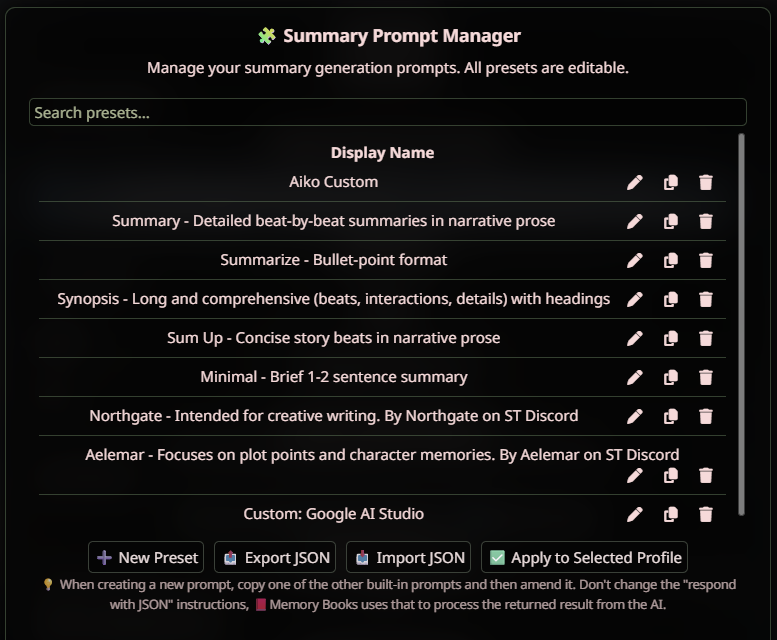 🧩 Summary Prompt Manager
Manage your summary generation prompts. All presets are editable.
Search presets...
Display Name
Aiko Custom
Summary - Detailed beat-by-beat summaries in narrative prose
Summarize - Bullet-point format
Synopsis - Long and comprehensive (beats, interactions, details) with headings
Sum Up - Concise story beats in narrative prose
Minimal - Brief 1-2 sentence summary
Northgate - Intended for creative writing. By Northgate on ST Discord
Aelemar - Focuses on plot points and character memories. By Aelemar on ST Discord
Custom: Google AI Studio
➕ New Preset 📤 Export JSON 📥 Import JSON ✅ Apply to Selected Profile
💡 When creating a new prompt, copy one of the other built-in prompts and then amend it. Don't change the "respond
with JSON" instructions, 📕 Memory Books uses that to process the returned result from the AI.